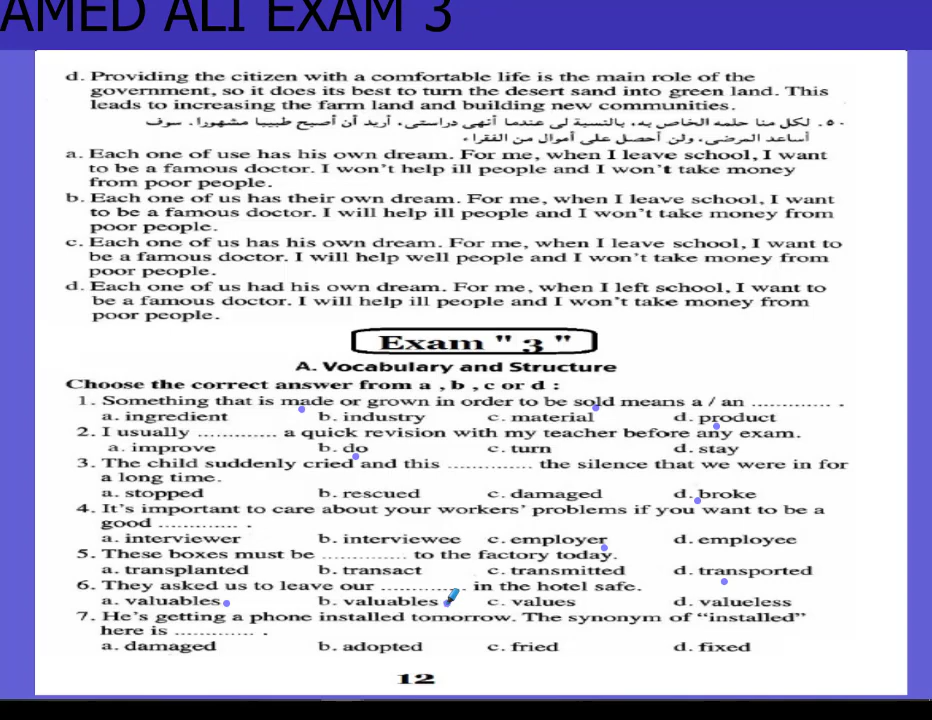 AMED ALI EXAM 3
d. Providing the citizen with a comfortable life is the main role of the
government, so it does its best to turn the desert sand into green land. This
leads to increasing the farm land and building new communities.
٥٠. لكل منا حلمه الخاص به، بالنسبة لى عندما أنهى دراستى، أريد أن أصبح طبيبا مشهورا. سوف
أساعد المرضى، ولن أحصل على أموال من الفقراء.
a. Each one of use has his own dream. For me, when I leave school, I want
to be a famous doctor. I won't help ill people and I won't take money
from poor people.
b. Each one of us has their own dream. For me, when I leave school, I want
to be a famous doctor. I will help ill people and I won't take money from
poor people.
c. Each one of us has his own dream. For me, when I leave school, I want to
be a famous doctor. I will help well people and I won't take money from
poor people.
d. Each one of us had his own dream. For me, when I left school, I want to
be a famous doctor. I will help ill people and I won't take money from
poor people.
Exam " 3 "
A. Vocabulary and Structure
Choose the correct answer from a , b , c or d :
1. Something that is made or grown in order to be sold means a / an ............ .
a. ingredient b. industry c. material d. product
2. I usually ............ a quick revision with my teacher before any exam.
a. improve b. do c. turn d. stay
3. The child suddenly cried and this ............ the silence that we were in for
a long time.
a. stopped b. rescued c. damaged d. broke
4. It's important to care about your workers' problems if you want to be a
good ............ .
a. interviewer b. interviewee c. employer d. employee
5. These boxes must be ............ to the factory today.
a. transplanted b. transact c. transmitted d. transported
6. They asked us to leave our ............ in the hotel safe.
a. valuables b. valuables c. values d. valueless
7. He's getting a phone installed tomorrow. The synonym of "installed"
here is ............ .
a. damaged b. adopted c. fried d. fixed
12